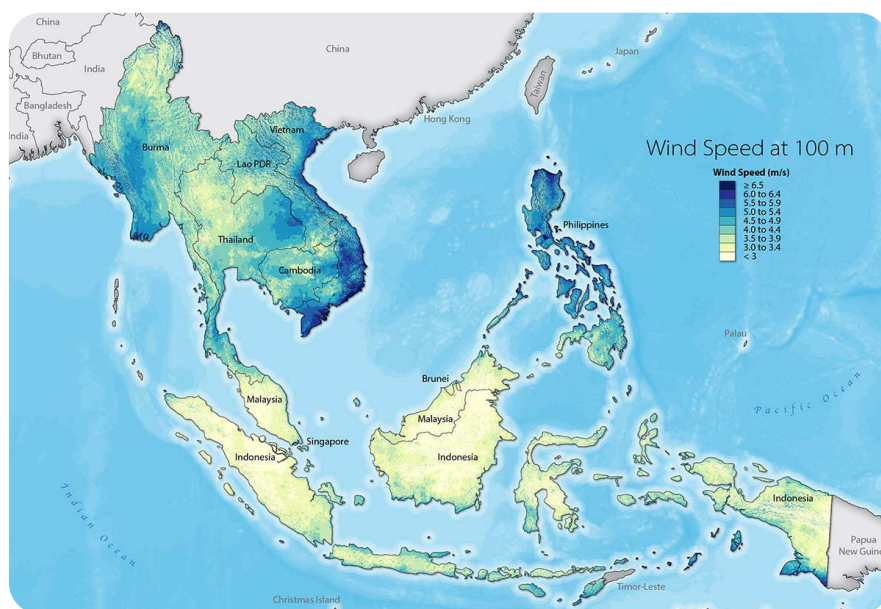 China
Bhutan
India
Bangladesh
India
China
Japan
Taiwan
Hong Kong
Burma
Vietnam
Lao PDR
Thailand
Cambodia
Philippines
Wind Speed at 100 m
Wind Speed (m/s)
≥ 6.5
6.0 to 6.4
5.5 to 5.9
5.0 to 5.4
4.5 to 4.9
4.0 to 4.4
3.5 to 3.9
3.0 to 3.4
< 3
Palau
Pacific Ocean
Brunei
Malaysia
Malaysia
Singapore
Indonesia
Indonesia
Indonesia
Indian Ocean
Papua
New Guin
Timor-Leste
Christmas Island